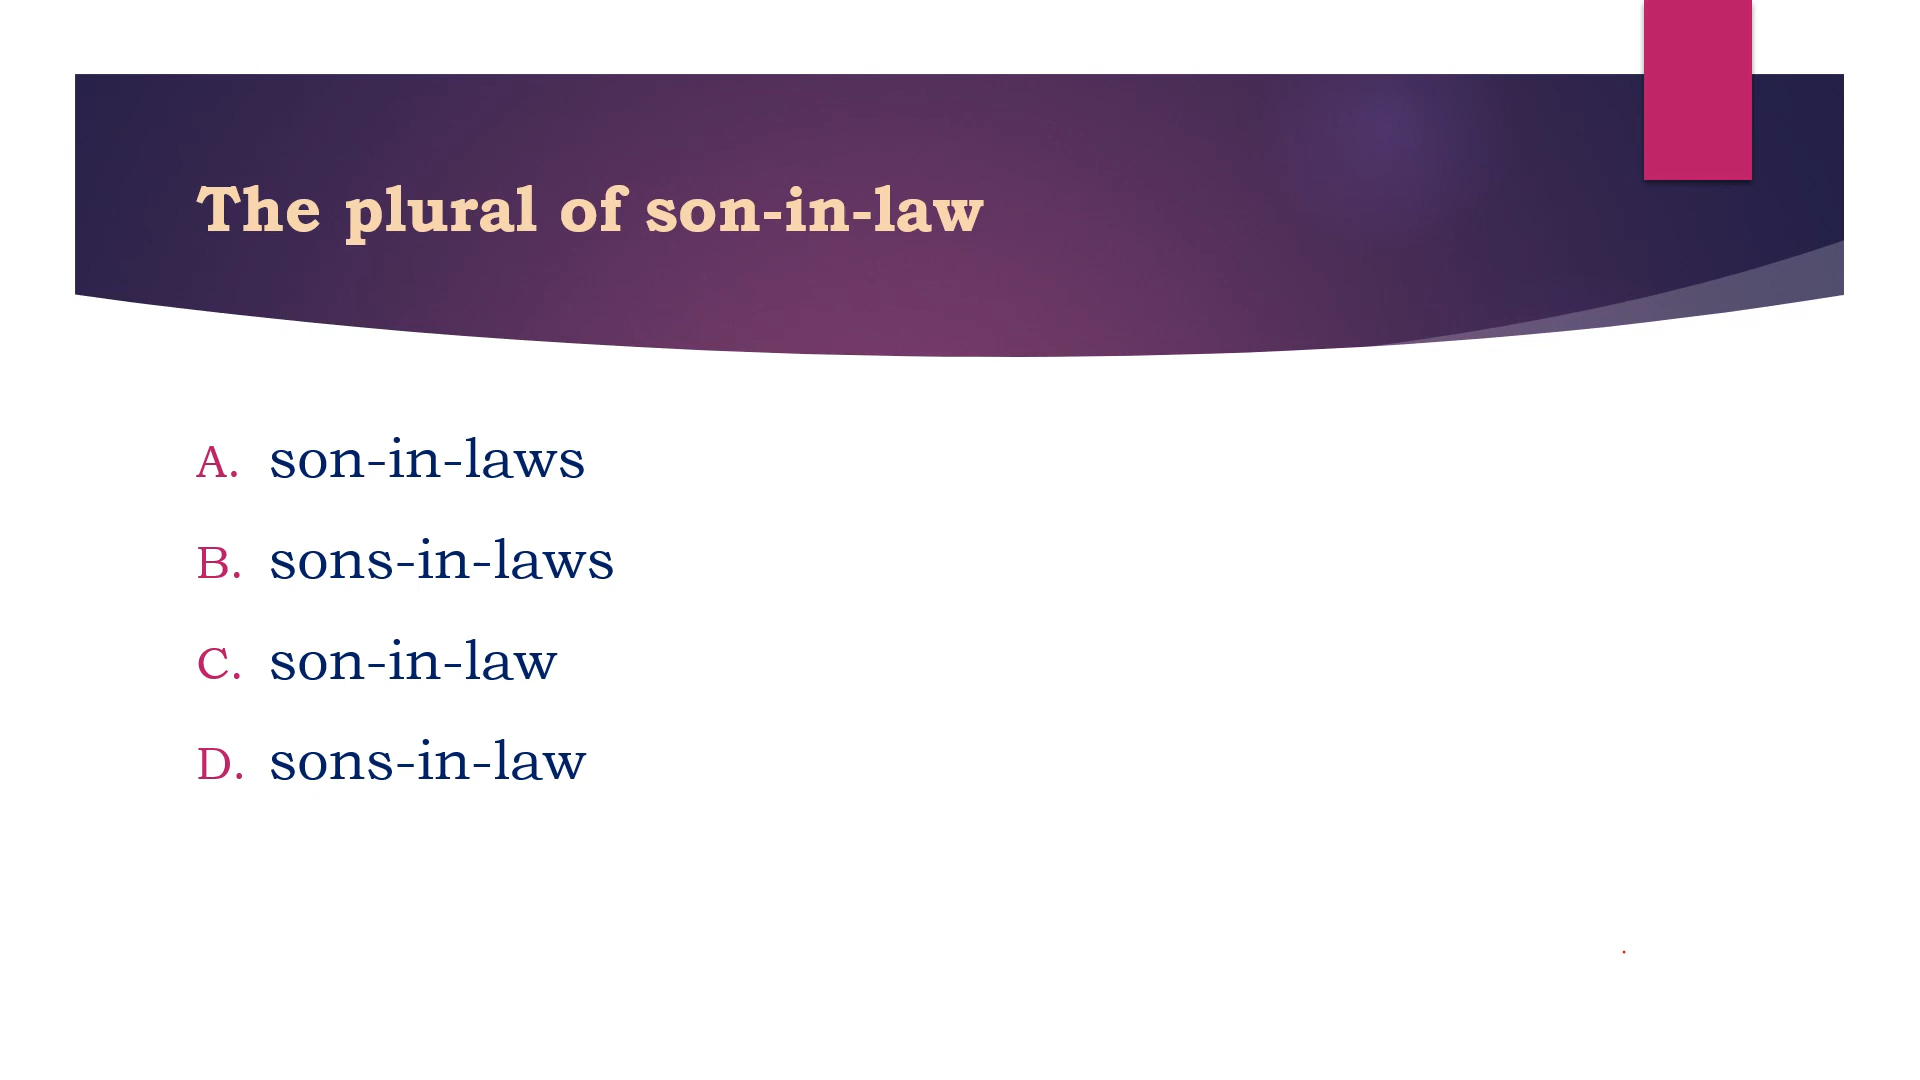 The plural of son-in-law
A. son-in-laws
B. sons-in-laws
C. son-in-law
D. sons-in-law